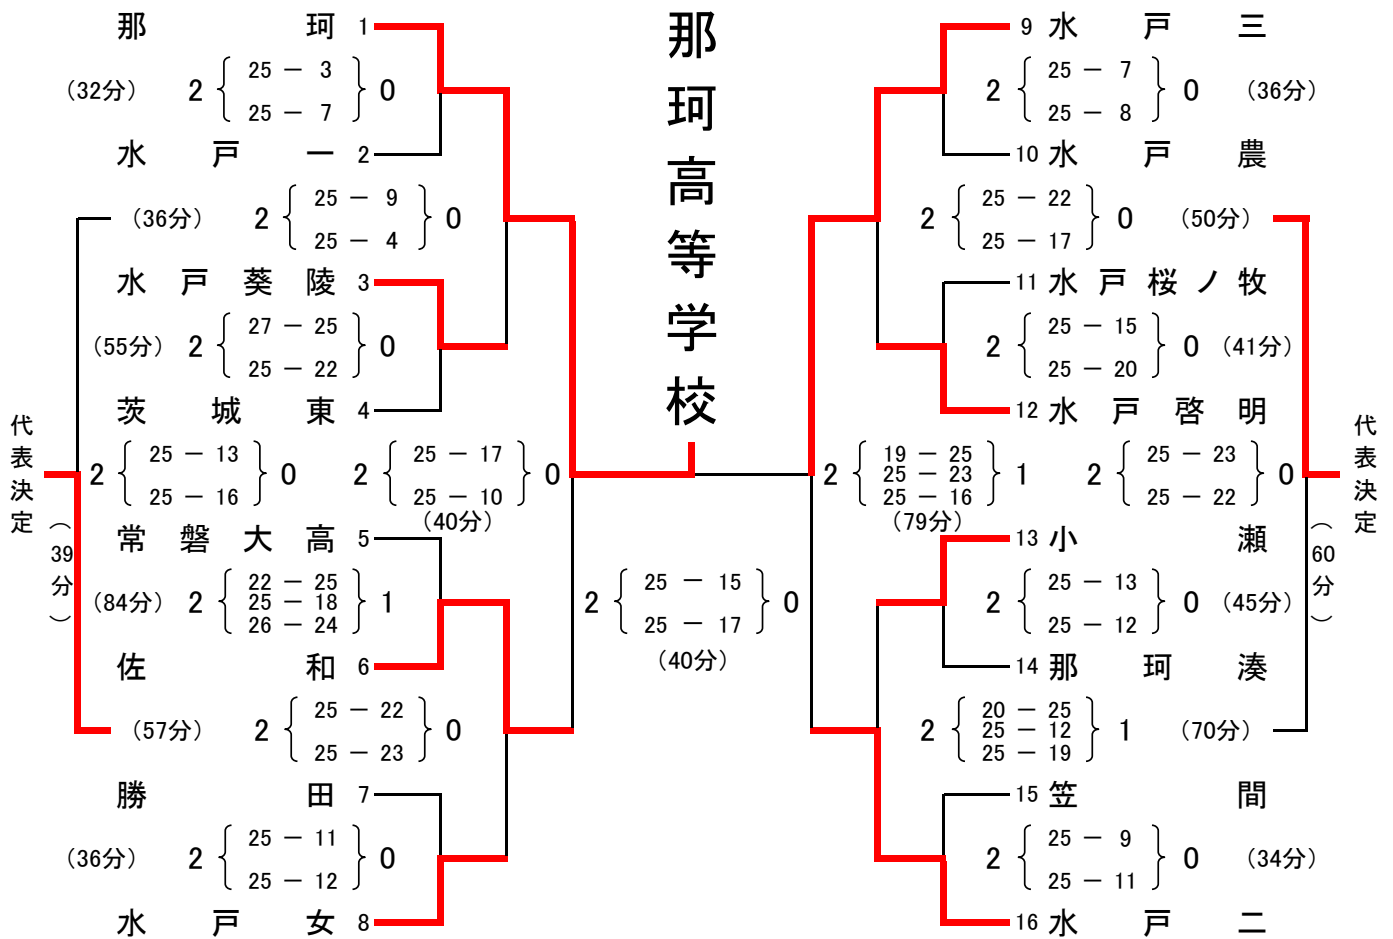 那珂高等学校
那珂 1
(32分) 2 25 － 3 0
25 － 7
水戸一 2
(36分) 2 25 － 9 0
25 － 4
水戸葵陵 3
(55分) 2 27 － 25 0
25 － 22
茨城東 4
代表決定
(39分)
2 25 － 13 0
25 － 16
2 25 － 17 0
25 － 10
(40分)
常磐大高 5
(84分) 2 22 － 25 1
25 － 18
26 － 24
佐和 6
(57分) 2 25 － 22 0
25 － 23
勝田 7
(36分) 2 25 － 11 0
25 － 12
水戸女 8
2 25 － 15 0
25 － 17
(40分)
9 水戸三
2 25 － 7 0 (36分)
25 － 8
10 水戸農
2 25 － 22 0 (50分)
25 － 17
11 水戸桜ノ牧
2 25 － 15 0 (41分)
25 － 20
12 水戸啓明
2 19 － 25 1
25 － 23
25 － 16
(79分)
2 25 － 23 0
25 － 22
代表決定
(60分)
13 小瀬
2 25 － 13 0 (45分)
25 － 12
14 那珂湊
2 20 － 25 1 (70分)
25 － 12
25 － 19
15 笠間
2 25 － 9 0 (34分)
25 － 11
16 水戸二